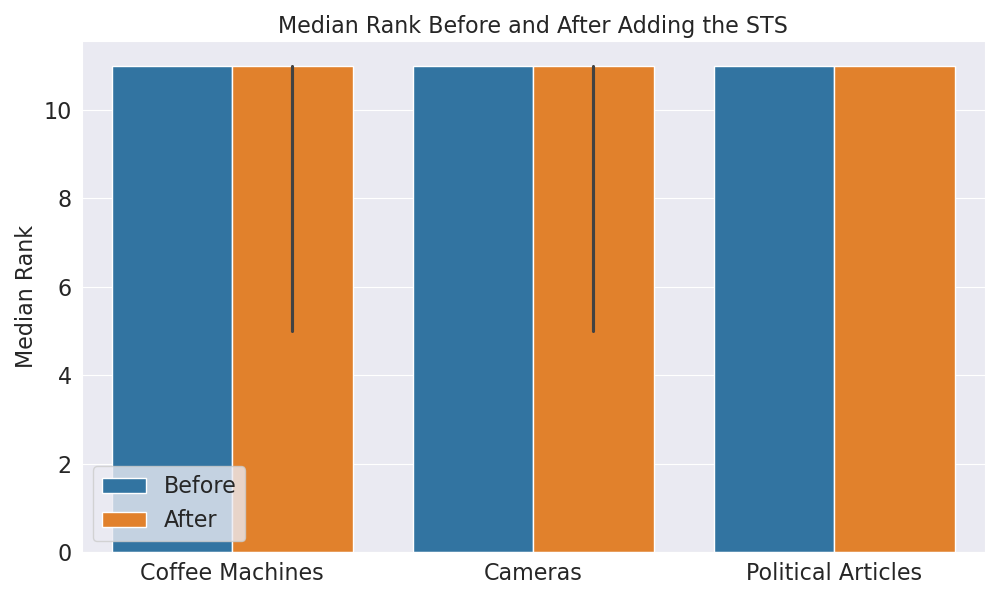 Median Rank Before and After Adding the STS
Median Rank
10
8
6
4
2
0
Before
After
Coffee Machines
Cameras
Political Articles